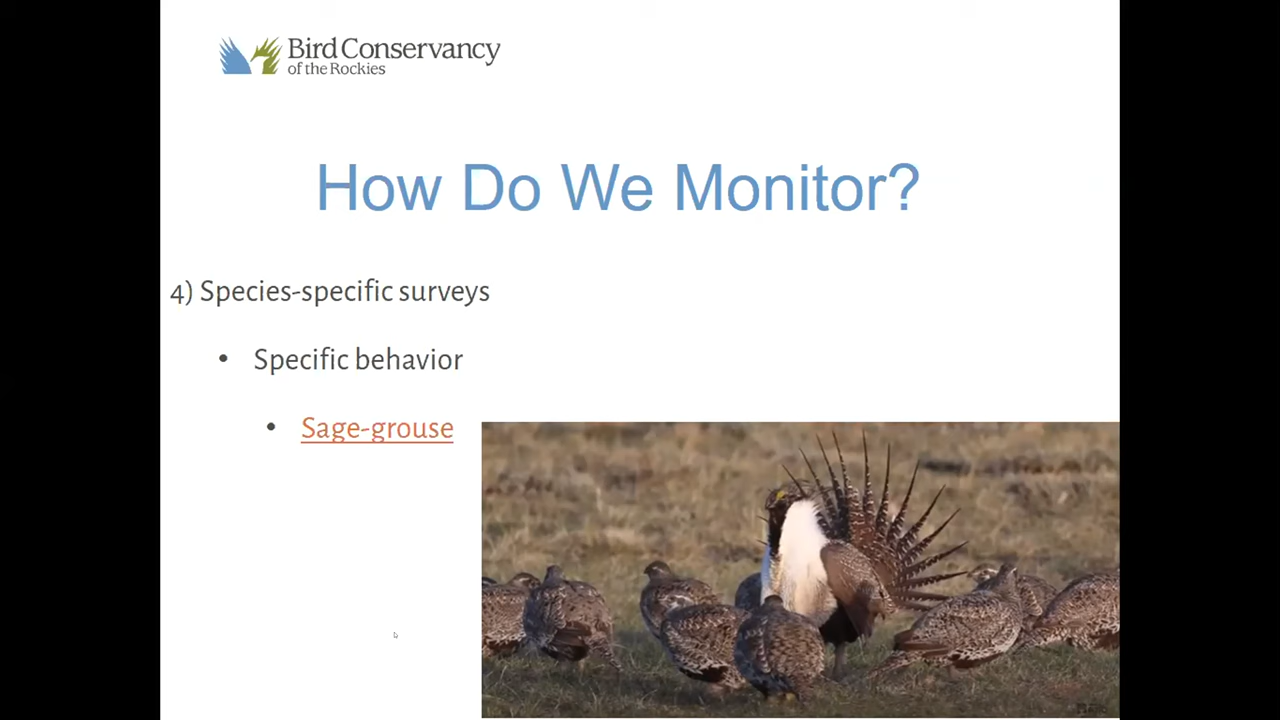 Bird Conservancy
of the Rockies
How Do We Monitor?
4) Species-specific surveys
• Specific behavior
• Sage-grouse